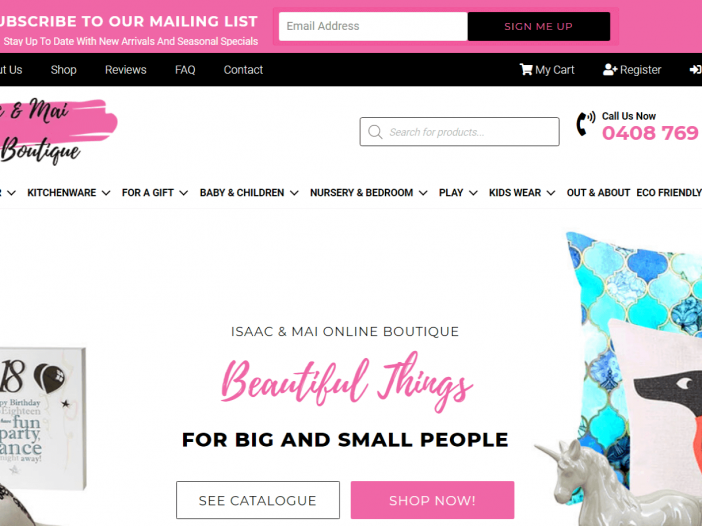 UBSCRIBE TO OUR MAILING LIST
Stay Up To Date With New Arrivals And Seasonal Specials
Email Address
SIGN ME UP
ut Us
Shop
Reviews
FAQ
Contact
My Cart
Register
& Mai
Boutique
Search for products...
Call Us Now
0408 769
R
KITCHENWARE
FOR A GIFT
BABY & CHILDREN
NURSERY & BEDROOM
PLAY
KIDS WEAR
OUT & ABOUT
ECO FRIENDLY
ISAAC & MAI ONLINE BOUTIQUE
Beautiful Things
FOR BIG AND SMALL PEOPLE
SEE CATALOGUE
SHOP NOW!
18
Birthday
Eighteen
fun
party,
ance
night away!